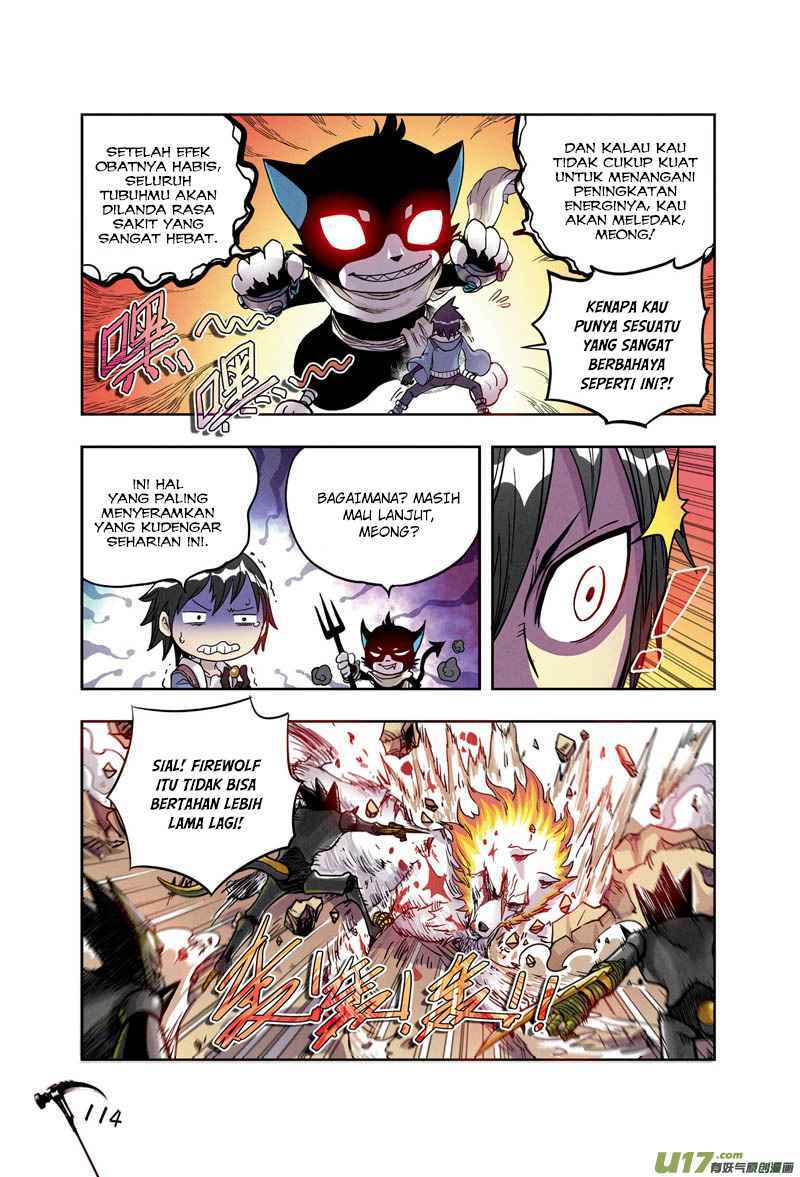 SETELAH EFEK
OBATNYA HABIS,
SELURUH
TUBUHMU AKAN
DILANDA RASA
SAKIT YANG
SANGAT HEBAT.
DAN KALAU KAU
TIDAK CUKUP KUAT
UNTUK MENANGANI
PENINGKATAN
ENERGINYA, KAU
AKAN MELEDAK,
MEONG!
KENAPA KAU
PUNYA SESUATU
YANG SANGAT
BERBAHAYA
SEPERTI INI?!
嘿
嘿
INI HAL
YANG PALING
MENYERAMKAN
YANG KUDENGAR
SEHARIAN INI.
BAGAIMANA? MASIH
MAU LANJUT,
MEONG?
!
SIAL! FIREWOLF
ITU TIDAK BISA
BERTAHAN LEBIH
LAMA LAGI!
轰!轰!轰!!
114
U17.com
有妖气原创漫画